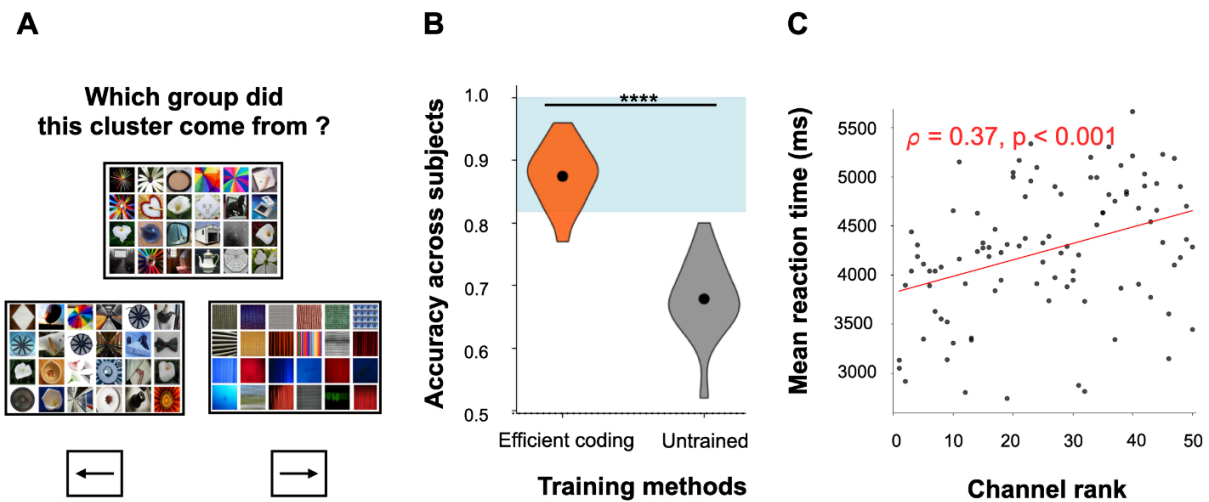 A
Which group did
this cluster come from ?
B
Accuracy across subjects
1.0
0.9
0.8
0.7
0.6
0.5
****
Efficient coding
Untrained
Training methods
C
Mean reaction time (ms)
5500
5000
4500
4000
3500
3000
ρ = 0.37, p < 0.001
0
10
20
30
40
50
Channel rank